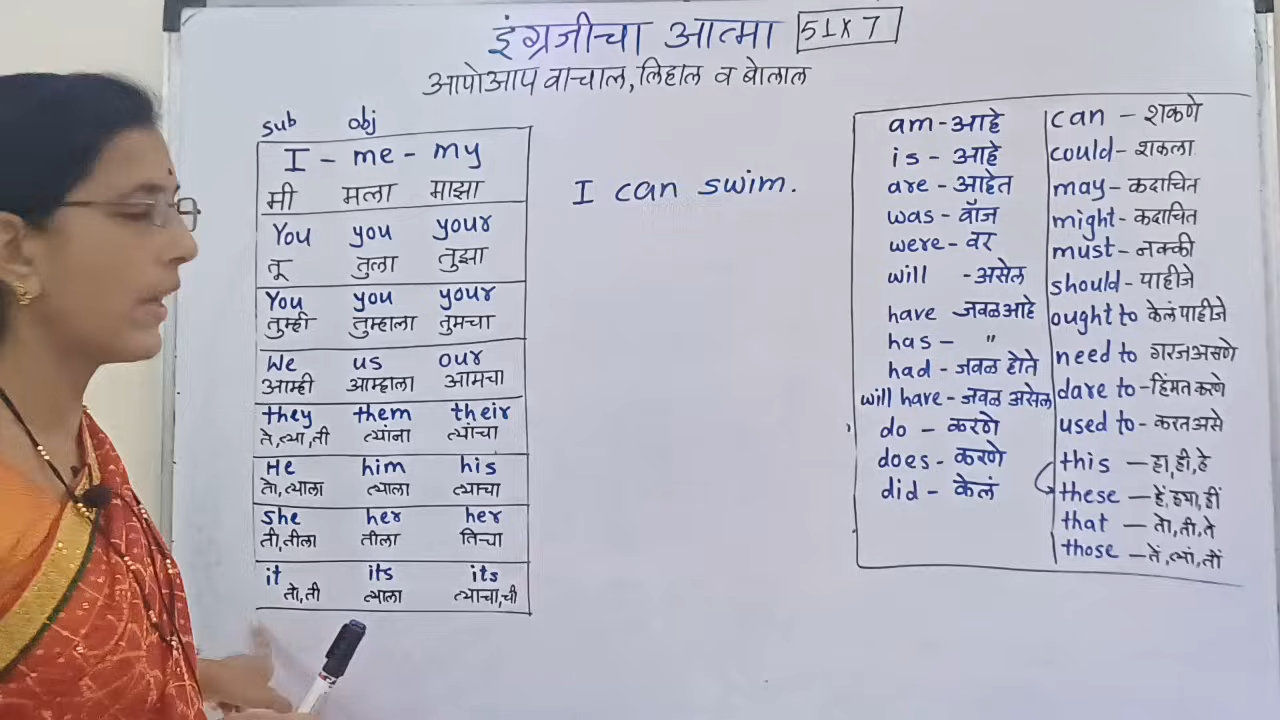 इंग्रजीचा आत्मा 51x7
आपोआप वाचाल, लिहाल व बोलाल
sub obj
I - me - my
मी मला माझा
You you your
तू तुला तुझा
You you your
तुम्ही तुम्हाला तुमचा
We us our
आम्ही आम्हाला आमचा
they them their
ते, त्या, ती त्यांना त्यांचा
He him his
तो, त्याला त्याला त्याचा
She her her
ती, तीला तीला तिचा
it its its
तो, ती त्याला त्याचा, ची
I can swim.
am - आहे
is - आहे
are - आहेत
was - वॉज
were - वर
will - असेल
have जवळ आहे
has - "
had - जवळ होते
will have - जवळ असेल
do - करणे
does - करणे
did - केलं
can - शकणे
could - शकला
may - कदाचित
might - कदाचित
must - नक्की
should - पाहीजे
ought to केलं पाहीजे
need to गरज असणे
dare to - हिंमत करणे
used to - करत असे
this - हा, ही, हे
these - हें, ह्या, हीं
that - तो, ती, ते
those - तें, त्यां, तीं